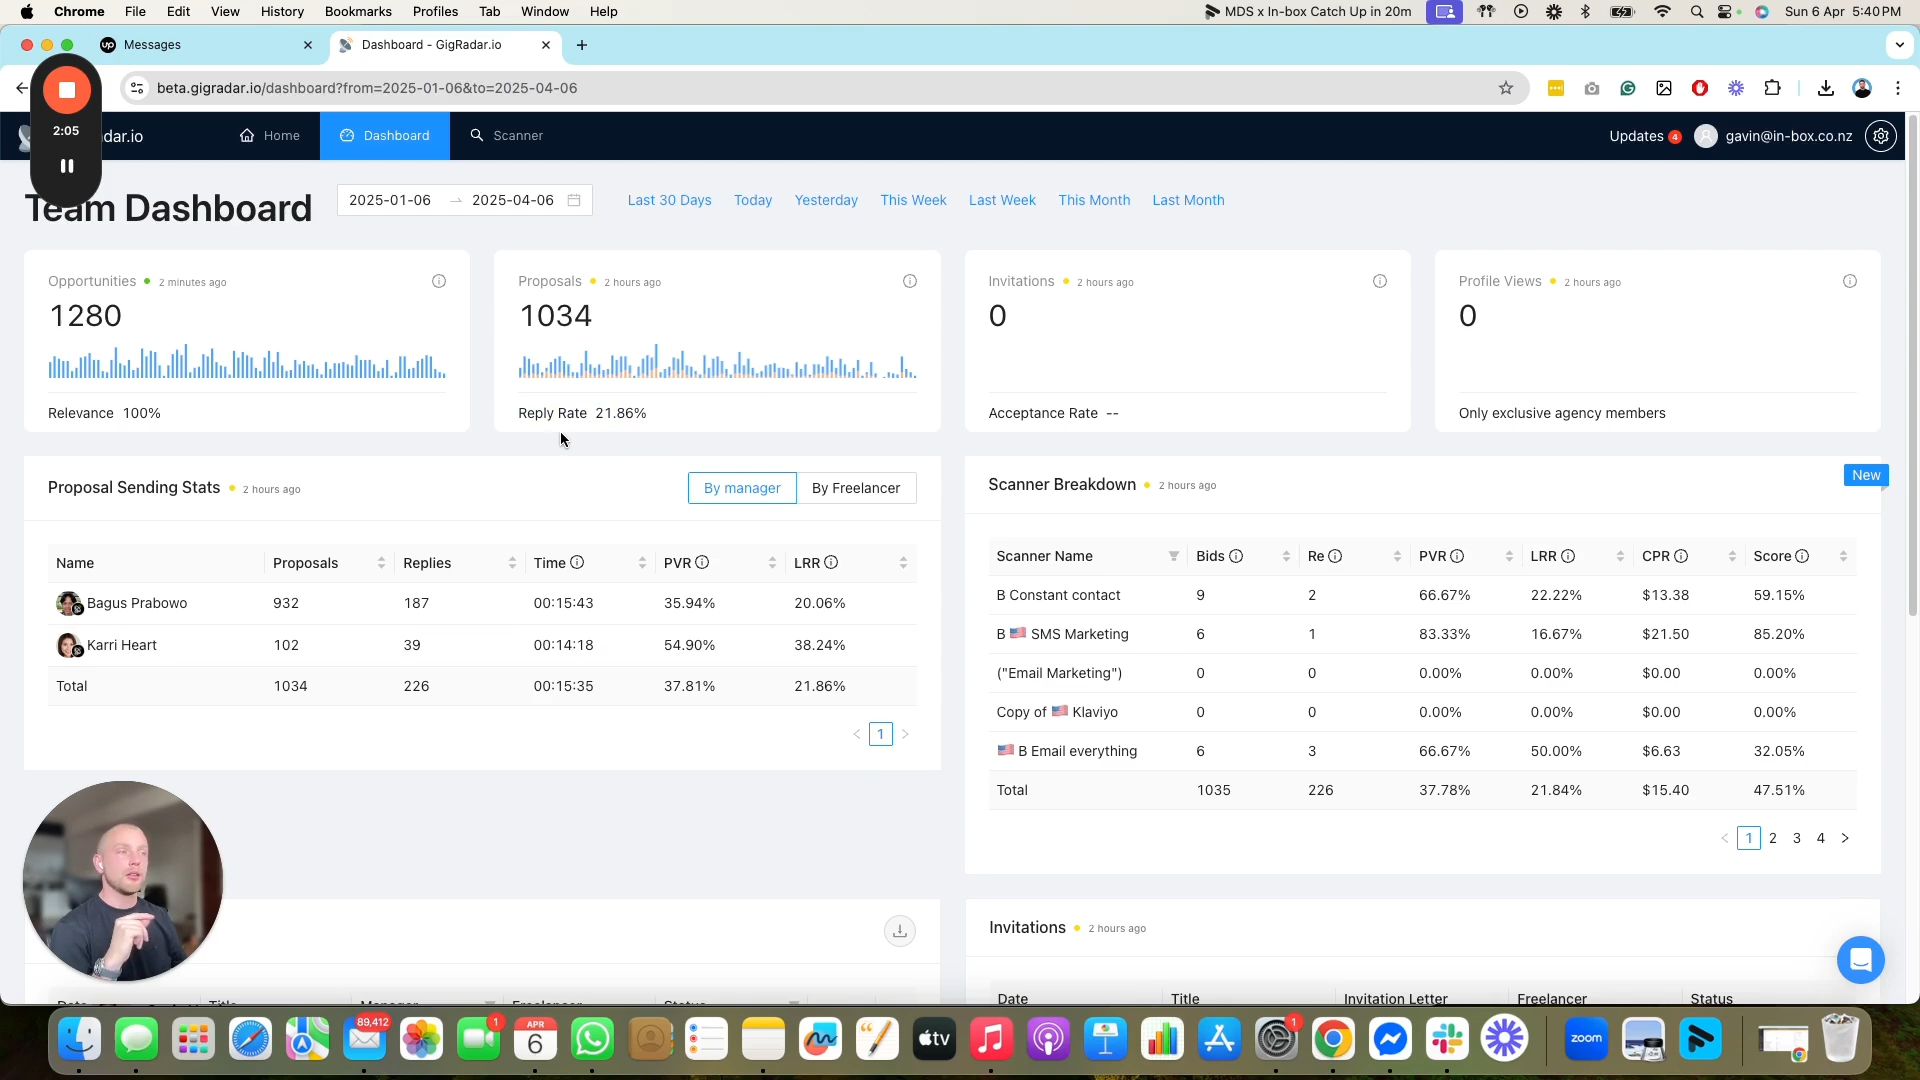 Chrome File Edit View History Bookmarks Profiles Tab Window Help
MDS x In-box Catch Up in 20m Sun 6 Apr 5:40 PM
Messages
Dashboard - GigRadar.io
beta.gigradar.io/dashboard?from=2025-01-06&to=2025-04-06
2:05
dar.io
Home
Dashboard
Scanner
Updates 4
gavin@in-box.co.nz
Team Dashboard
2025-01-06 → 2025-04-06
Last 30 Days Today Yesterday This Week Last Week This Month Last Month
Opportunities 2 minutes ago
1280
Relevance 100%
Proposals 2 hours ago
1034
Reply Rate 21.86%
Invitations 2 hours ago
0
Acceptance Rate --
Profile Views 2 hours ago
0
Only exclusive agency members
Proposal Sending Stats 2 hours ago
By manager By Freelancer
Name Proposals Replies Time PVR LRR
Bagus Prabowo 932 187 00:15:43 35.94% 20.06%
Karri Heart 102 39 00:14:18 54.90% 38.24%
Total 1034 226 00:15:35 37.81% 21.86%
< 1 >
Scanner Breakdown 2 hours ago
New
Scanner Name Bids Re PVR LRR CPR Score
B Constant contact 9 2 66.67% 22.22% $13.38 59.15%
B 🇺🇸 SMS Marketing 6 1 83.33% 16.67% $21.50 85.20%
("Email Marketing") 0 0 0.00% 0.00% $0.00 0.00%
Copy of 🇺🇸 Klaviyo 0 0 0.00% 0.00% $0.00 0.00%
🇺🇸 B Email everything 6 3 66.67% 50.00% $6.63 32.05%
Total 1035 226 37.78% 21.84% $15.40 47.51%
< 1 2 3 4 >
Invitations 2 hours ago
Date Title Manager Freelancer Status
Date Title Invitation Letter Freelancer Status
89,412
1
APR
6
tv
1
zoom